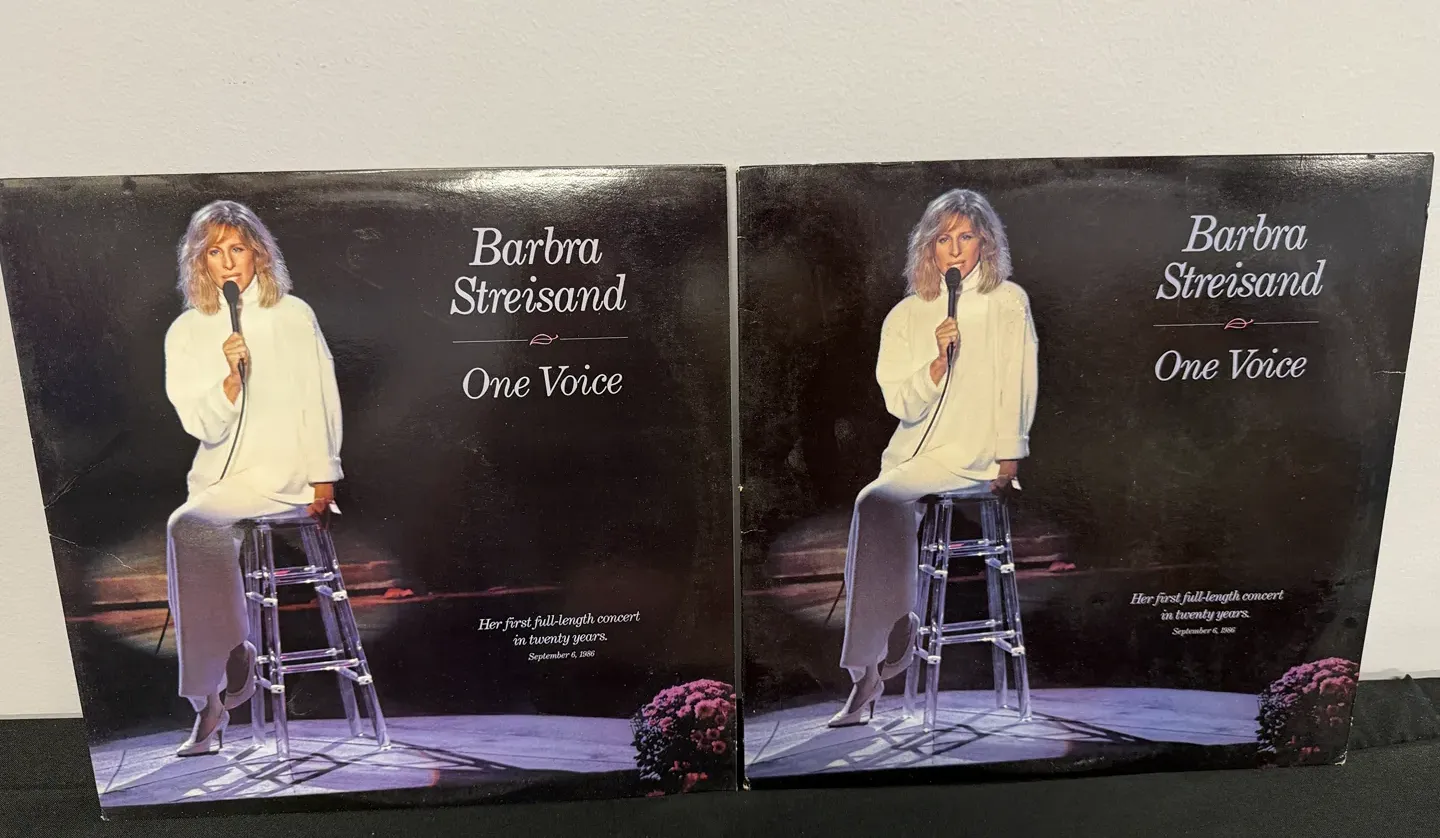 Barbra
Streisand
One Voice
Her first full-length concert
in twenty years.
September 6, 1986
Barbra
Streisand
One Voice
Her first full-length concert
in twenty years.
September 6, 1986